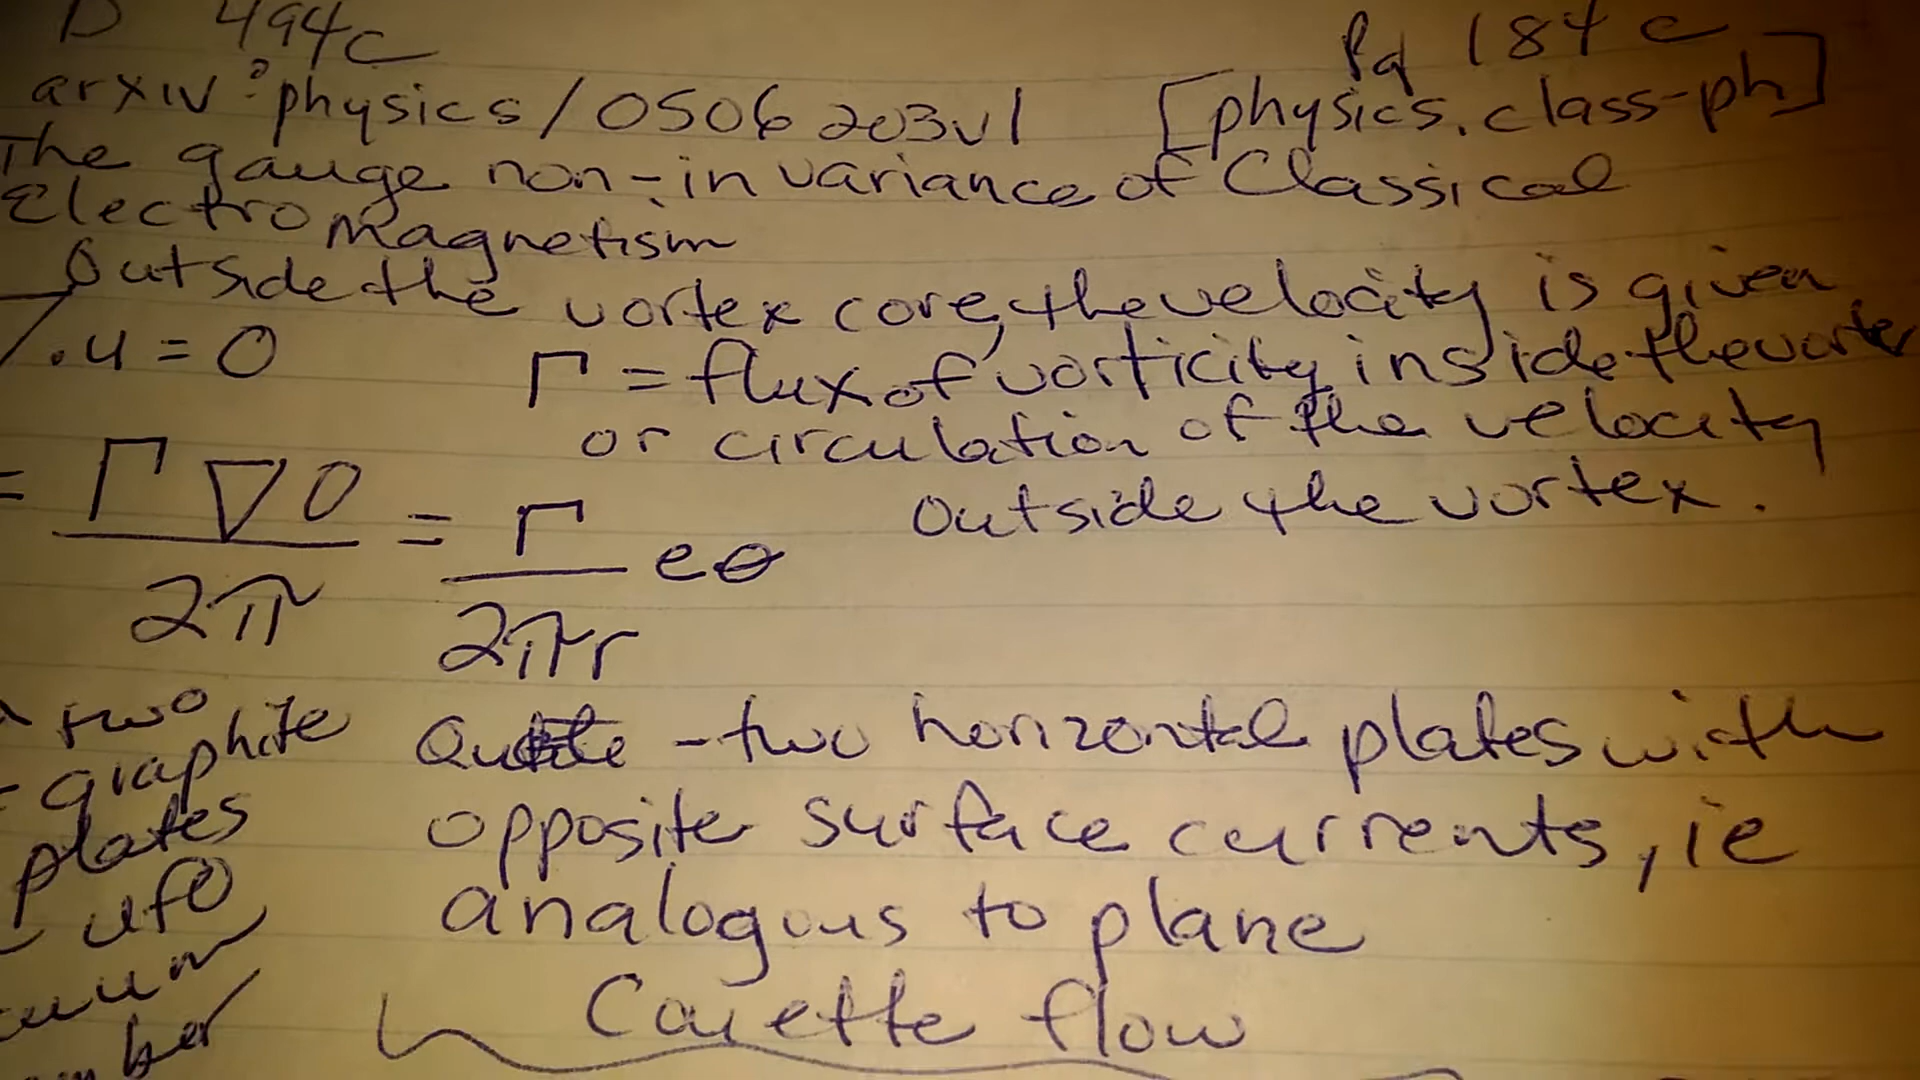 D 494c Pg 184c
arxiv: physics/0506203v1 [physics.class-ph]
The gauge non-invariance of Classical
Electromagnetism
Outside the vortex core, the velocity is given
.u = 0 Γ = flux of vorticity inside the vortex
or circulation of the velocity
outside the vortex.
= Γ∇θ / 2π = Γ / 2πr eθ
two
graphite
plates
ufo
Quote - two horizontal plates with
opposite surface currents, ie
analogous to plane
Couette flow